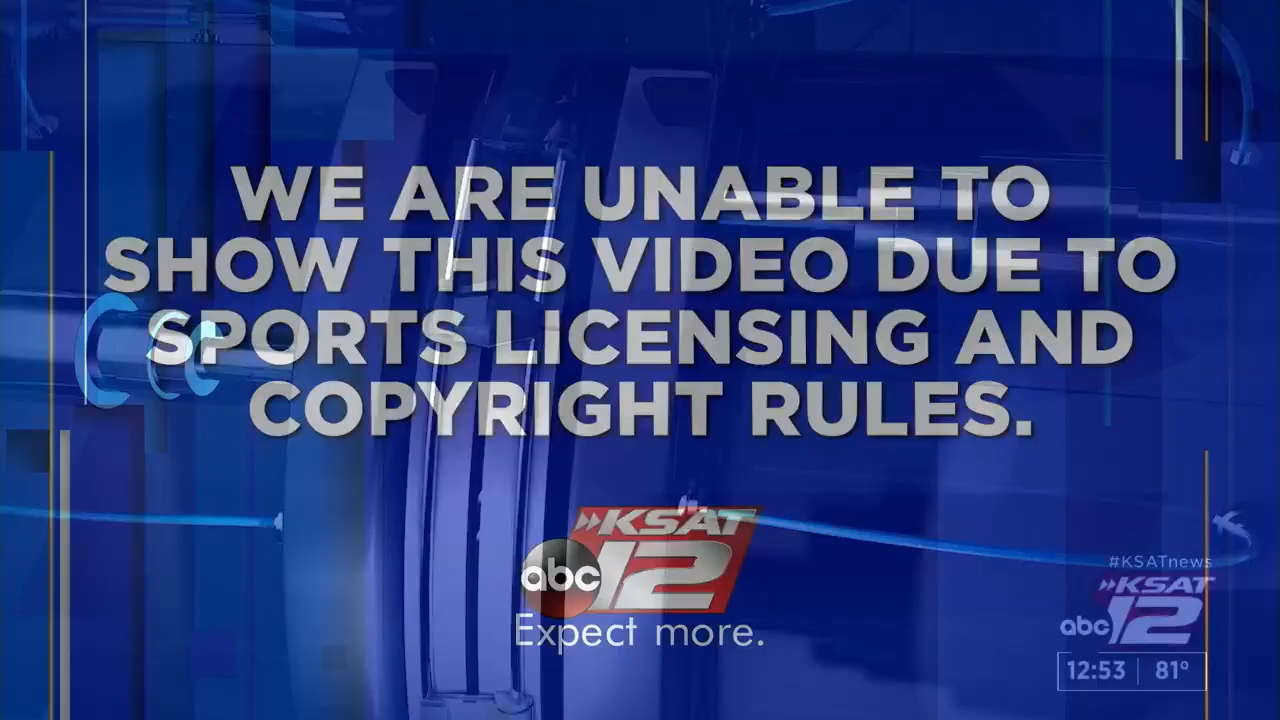 WE ARE UNABLE TO
SHOW THIS VIDEO DUE TO
SPORTS LICENSING AND
COPYRIGHT RULES.
KSAT
abc 12
Expect more.
#KSATnews
KSAT
abc 12
12:53 81°